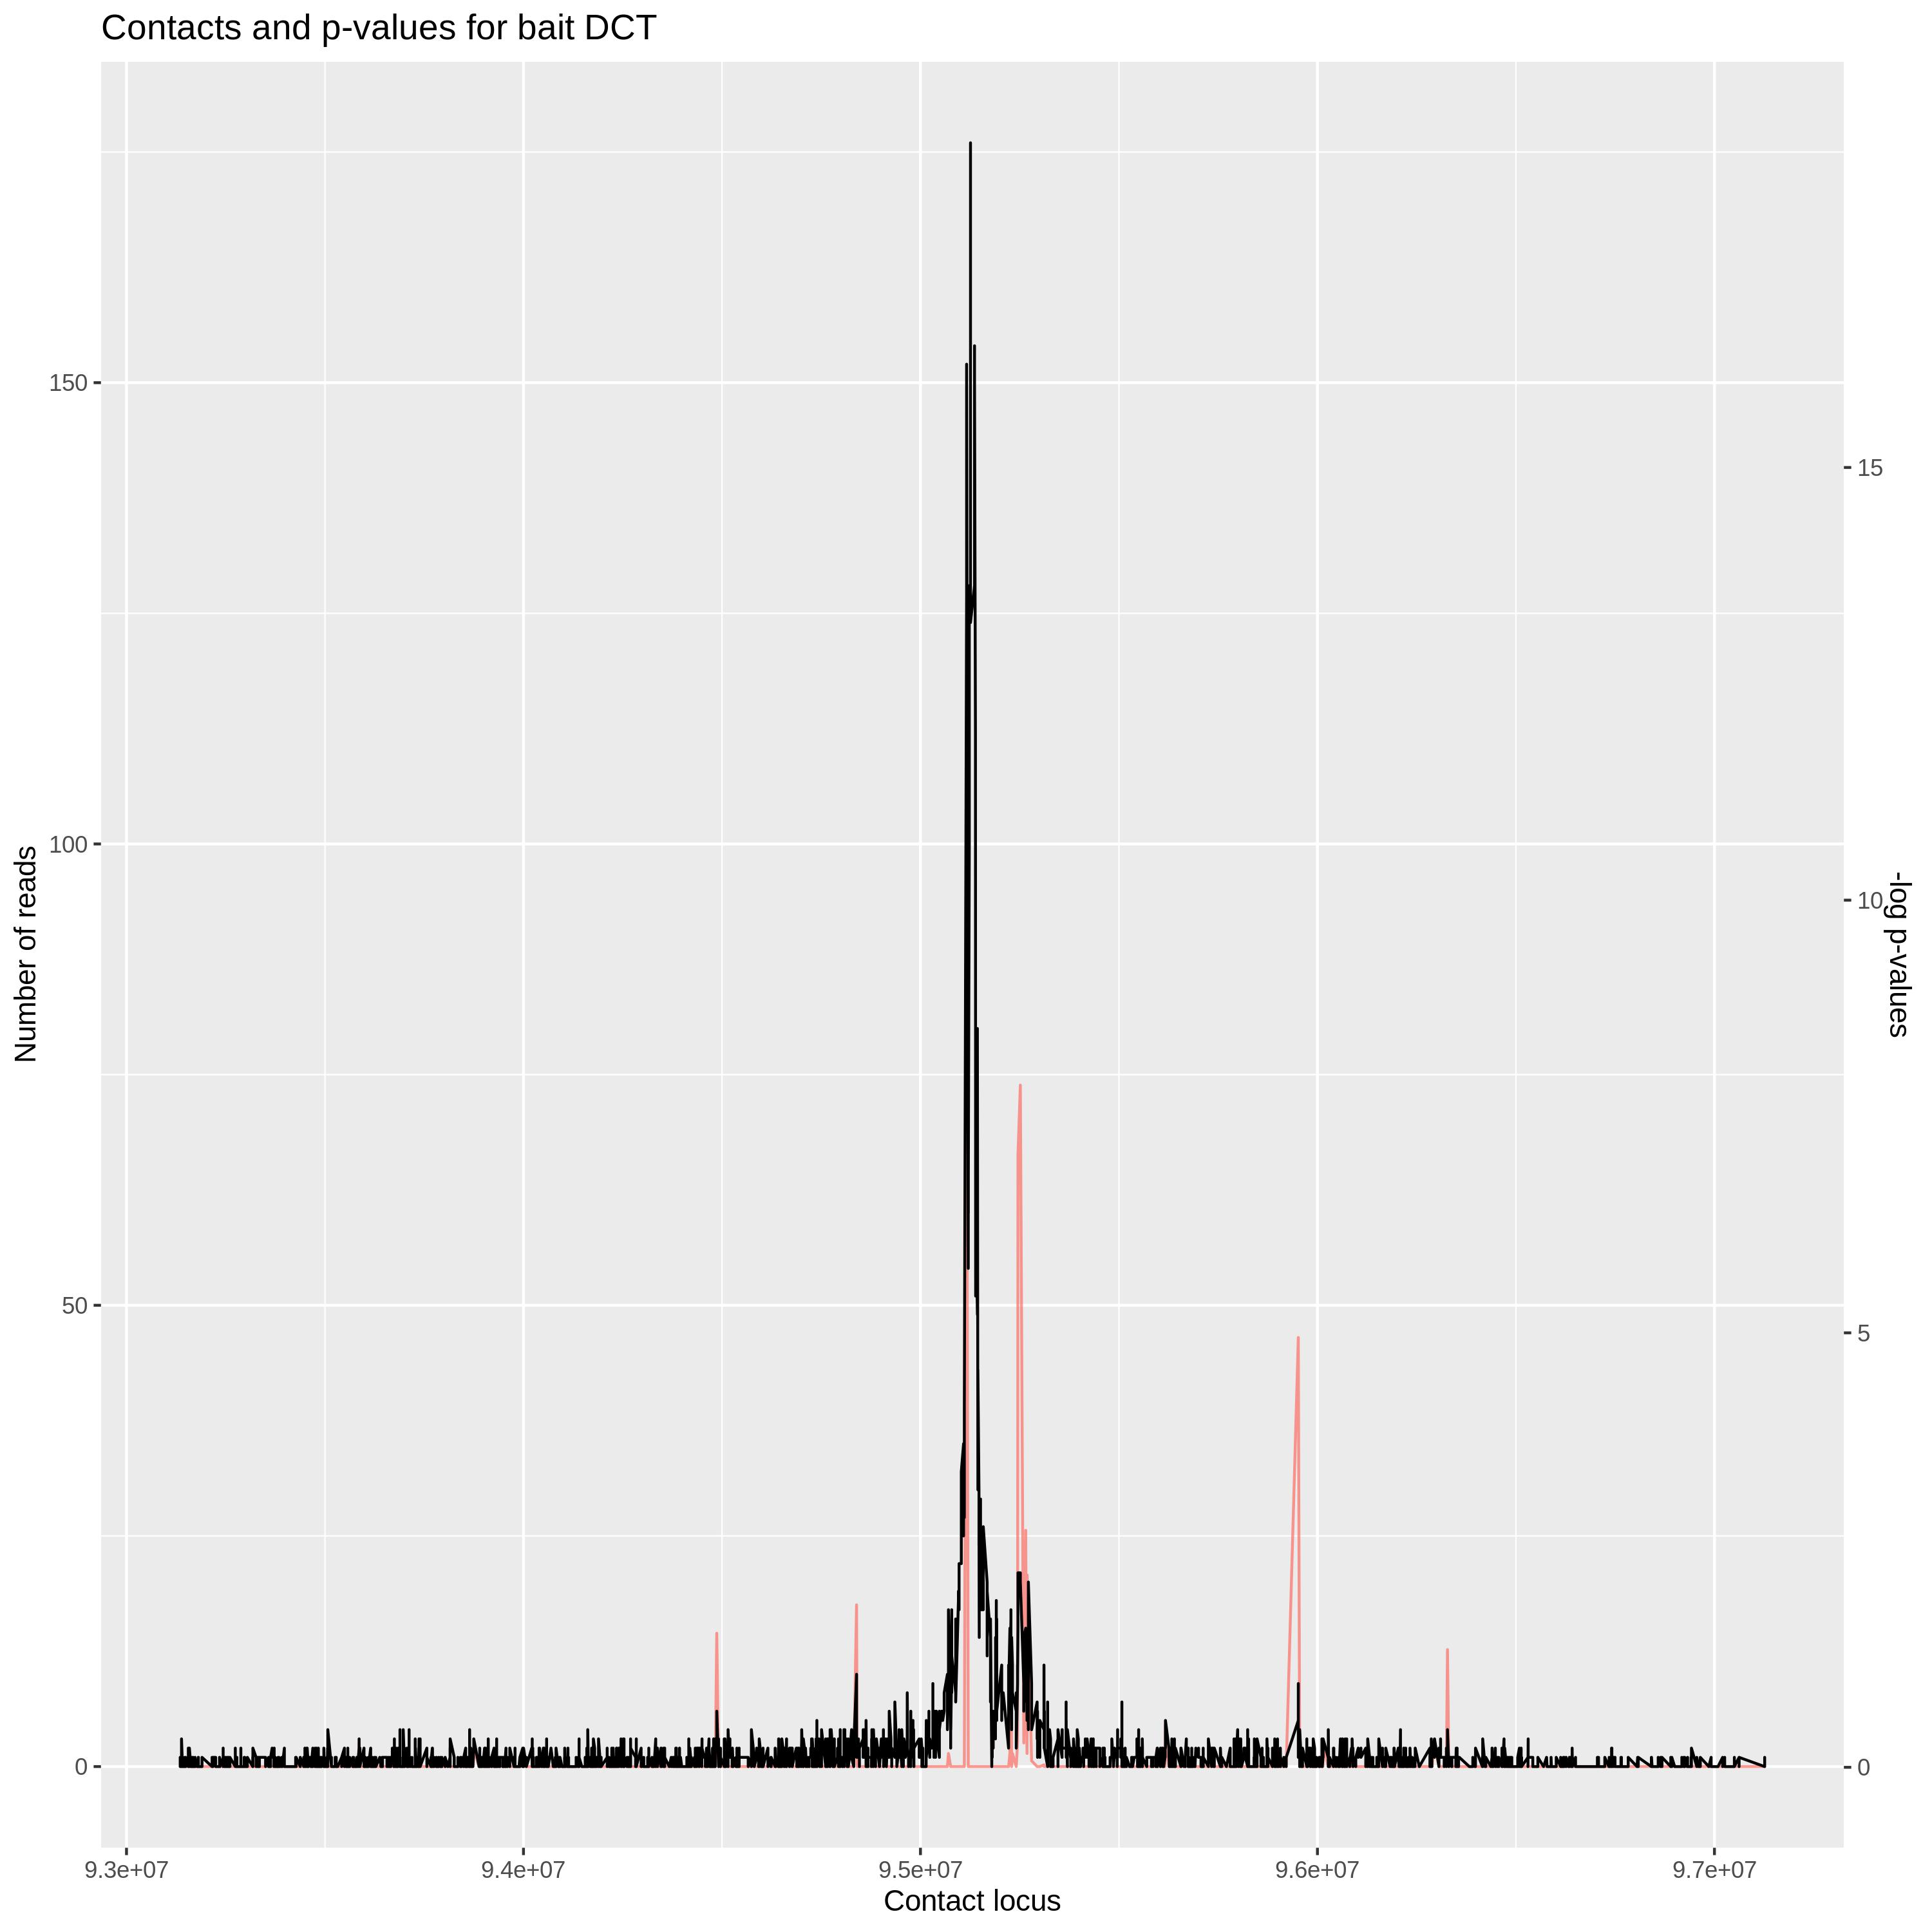 Contacts and p-values for bait DCT
150
100
50
0
Number of reads
15
10
5
0
-log p-values
9.3e+07
9.4e+07
9.5e+07
9.6e+07
9.7e+07
Contact locus